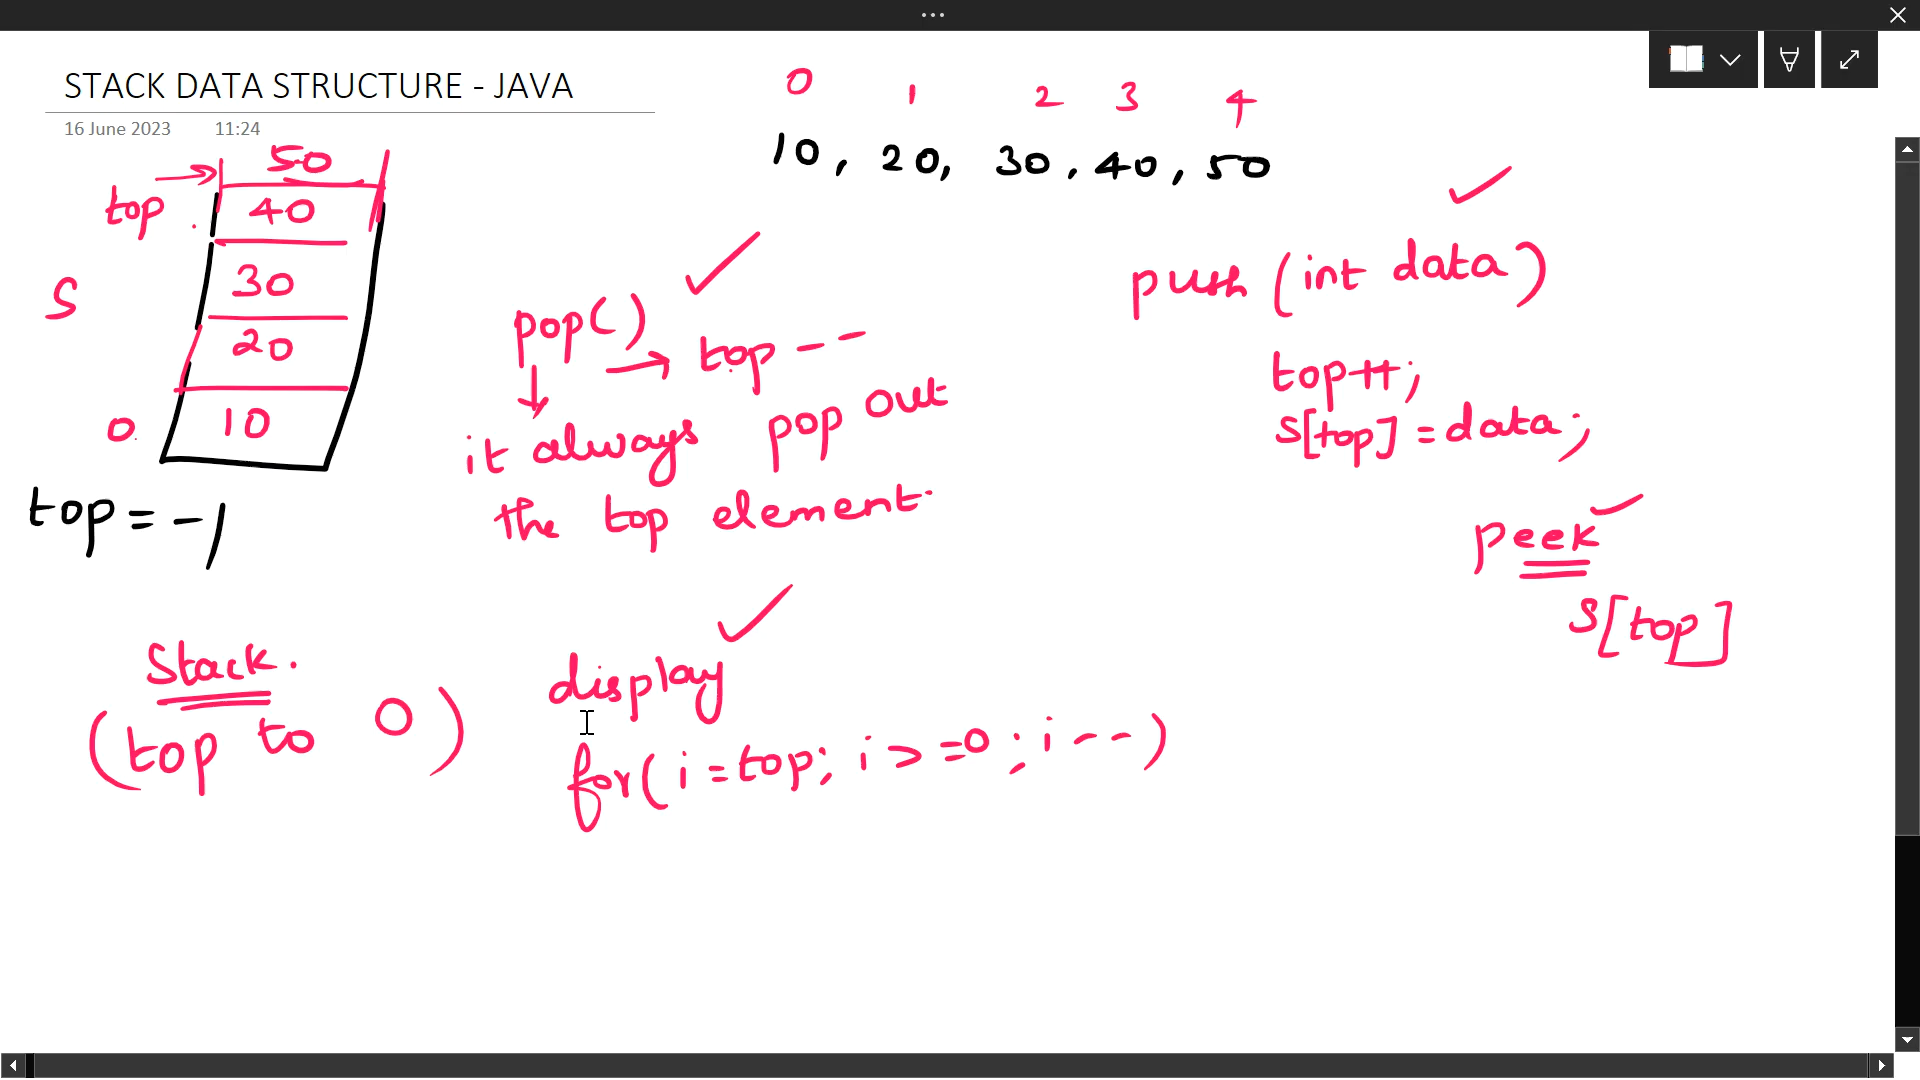 STACK DATA STRUCTURE - JAVA
16 June 2023 11:24
0 1 2 3 4
10, 20, 30, 40, 50
50
top
40
S
30
20
0
10
top = -1
pop()
top --
it always pop out
the top element.
push (int data)
top++;
S[top] = data;
peek
S[top]
Stack.
(top to 0)
display
for( i = top; i >= 0 ; i -- )